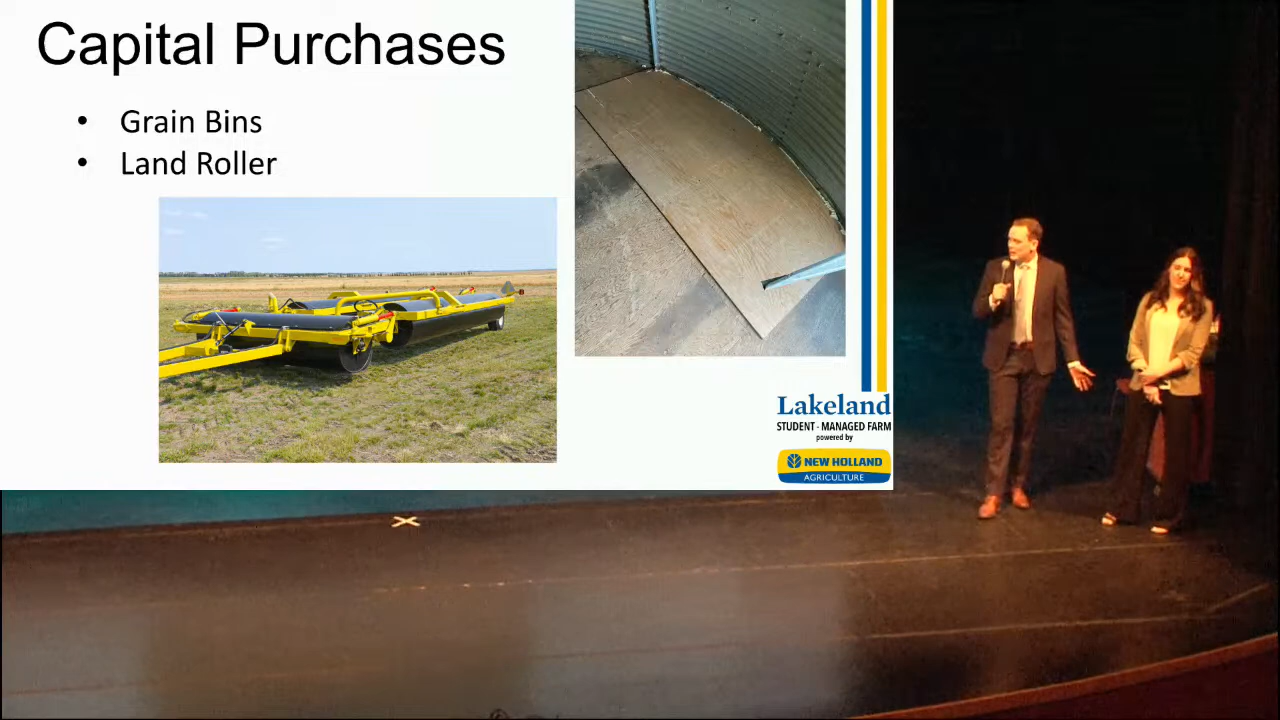 Capital Purchases
• Grain Bins
• Land Roller
Lakeland
STUDENT - MANAGED FARM
powered by
NEW HOLLAND
AGRICULTURE